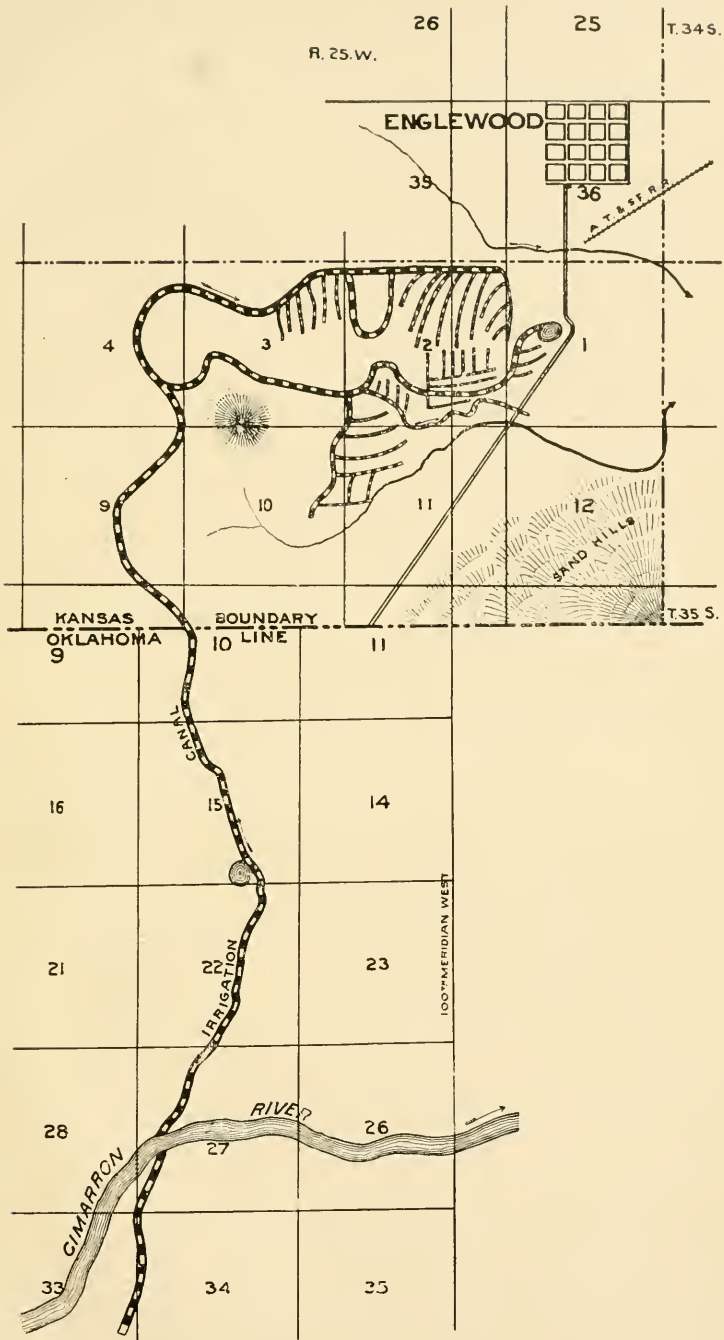 26 25 T. 34 S.
R. 25. W.
ENGLEWOOD
35 36
A. T. & S F. R R
4 3 2 1
9 10 11 12
SAND HILLS
KANSAS BOUNDARY T. 35 S.
OKLAHOMA LINE
9 10 11
CANAL
16 15 14
100TH MERIDIAN WEST
21 22 23
IRRIGATION
RIVER
28 27 26
CIMARRON
33 34 35